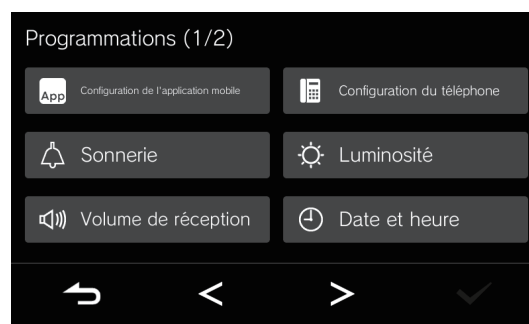 Programmations (1/2)
App Configuration de l'application mobile
Configuration du téléphone
Sonnerie
Luminosité
Volume de réception
Date et heure